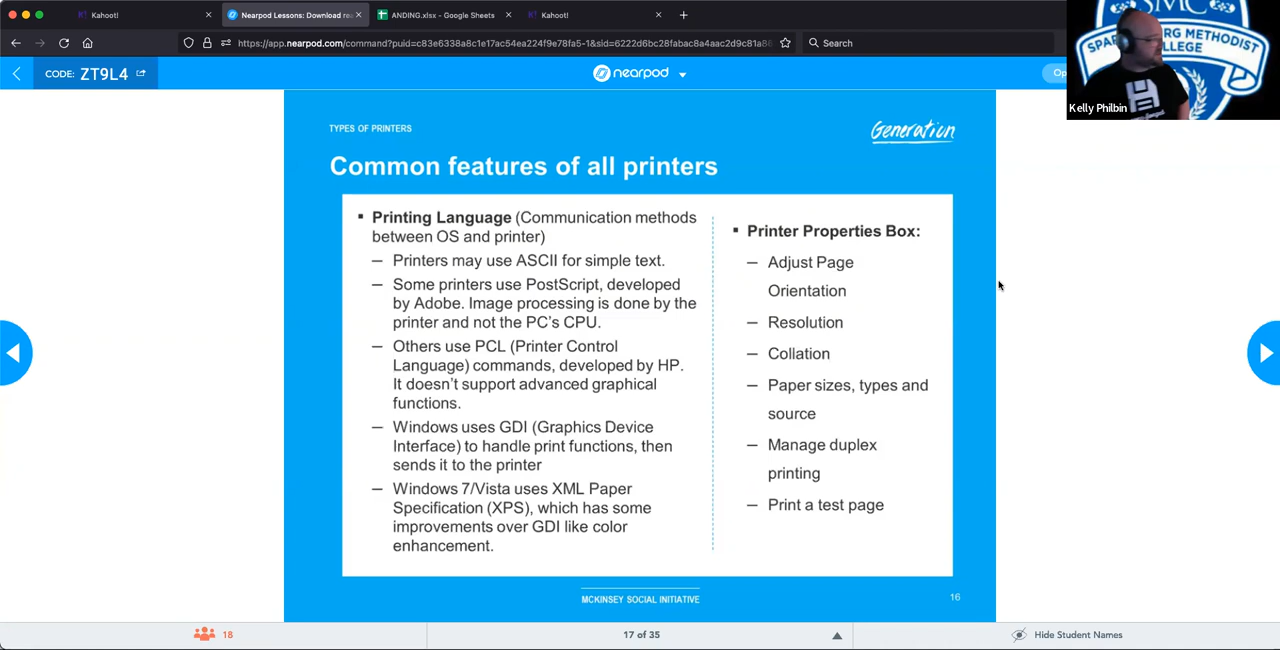 Kahoot!
Nearpod Lessons: Download re
ANDING.xlsx - Google Sheets
Kahoot!
https://app.nearpod.com/command?puid=c83e6338a8c1e17ac54ea224f9e78fa5-1&sid=6222d6bc28fabac8a4aac2d9c81a8
Search
CODE: ZT9L4
nearpod
Op
SMC
METHODIST
Kelly Philbin
TYPES OF PRINTERS
Generation
Common features of all printers
▪ Printing Language (Communication methods
between OS and printer)
– Printers may use ASCII for simple text.
– Some printers use PostScript, developed
by Adobe. Image processing is done by the
printer and not the PC's CPU.
– Others use PCL (Printer Control
Language) commands, developed by HP.
It doesn't support advanced graphical
functions.
– Windows uses GDI (Graphics Device
Interface) to handle print functions, then
sends it to the printer
– Windows 7/Vista uses XML Paper
Specification (XPS), which has some
improvements over GDI like color
enhancement.
▪ Printer Properties Box:
– Adjust Page
Orientation
– Resolution
– Collation
– Paper sizes, types and
source
– Manage duplex
printing
– Print a test page
MCKINSEY SOCIAL INITIATIVE
16
18
17 of 35
Hide Student Names